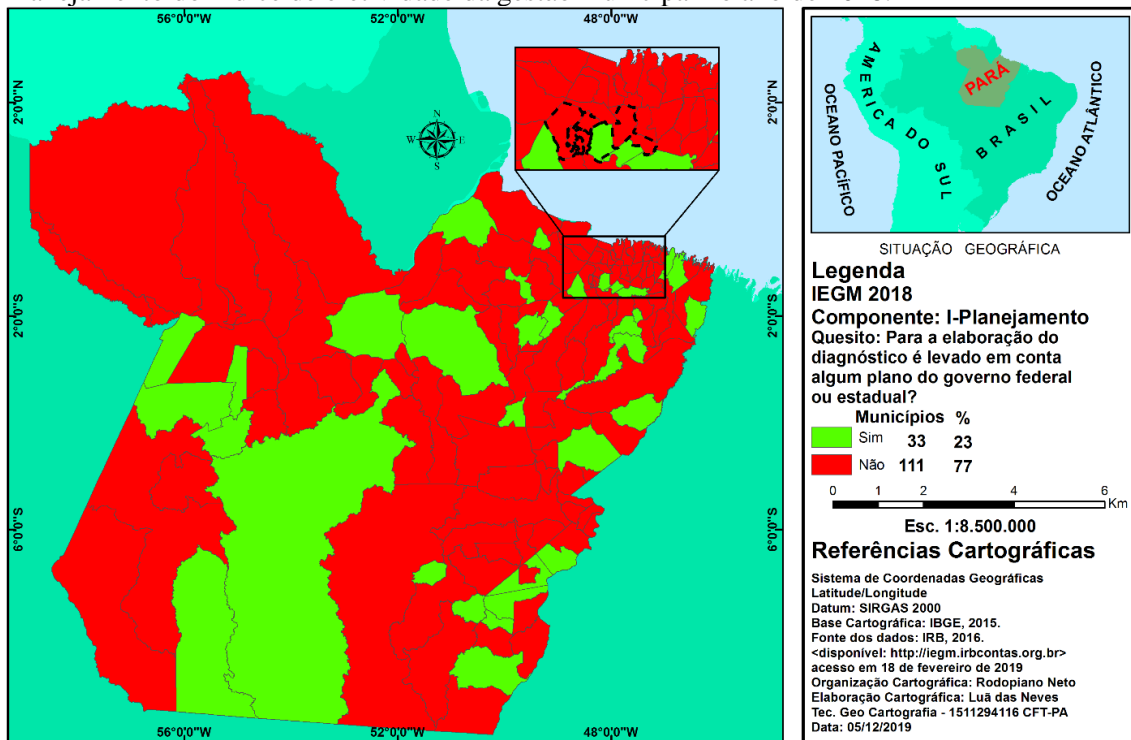 56°0'0"W 52°0'0"W 48°0'0"W
2°0'0"N 2°0'0"N
N
W E
S
2°0'0"S 2°0'0"S
6°0'0"S 6°0'0"S
56°0'0"W 52°0'0"W 48°0'0"W
AMERICA DO SUL
PARÁ
BRASIL
OCEANO PACÍFICO
OCEANO ATLÂNTICO
SITUAÇÃO GEOGRÁFICA
Legenda
IEGM 2018
Componente: I-Planejamento
Quesito: Para a elaboração do
diagnóstico é levado em conta
algum plano do governo federal
ou estadual?
Municípios %
Sim 33 23
Não 111 77
0 1 2 4 6
Km
Esc. 1:8.500.000
Referências Cartográficas
Sistema de Coordenadas Geográficas
Latitude/Longitude
Datum: SIRGAS 2000
Base Cartográfica: IBGE, 2015.
Fonte dos dados: IRB, 2016.
<disponível: http://iegm.irbcontas.org.br>
acesso em 18 de fevereiro de 2019
Organização Cartográfica: Rodopiano Neto
Elaboração Cartográfica: Luã das Neves
Tec. Geo Cartografia - 1511294116 CFT-PA
Data: 05/12/2019